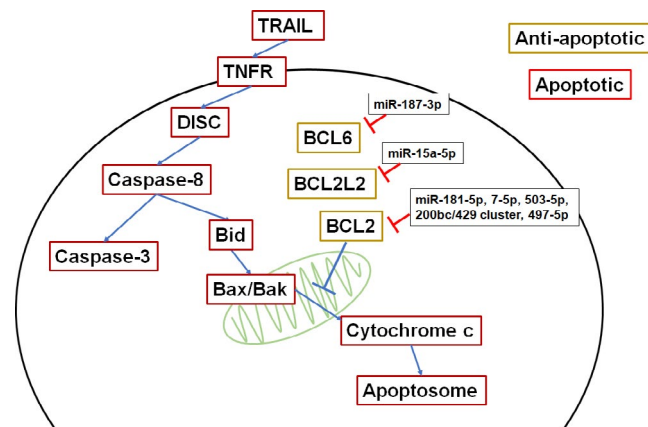 TRAIL
TNFR
DISC
Caspase-8
Caspase-3
Bid
Bax/Bak
Cytochrome c
Apoptosome
BCL6
BCL2L2
BCL2
miR-187-3p
miR-15a-5p
miR-181-5p, 7-5p, 503-5p,
200bc/429 cluster, 497-5p
Anti-apoptotic
Apoptotic